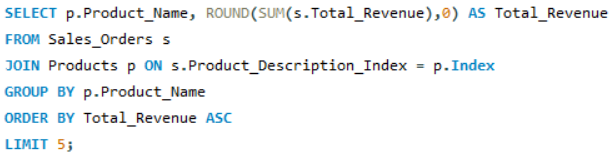 SELECT p.Product_Name, ROUND(SUM(s.Total_Revenue),0) AS Total_Revenue
FROM Sales_Orders s
JOIN Products p ON s.Product_Description_Index = p.Index
GROUP BY p.Product_Name
ORDER BY Total_Revenue ASC
LIMIT 5;